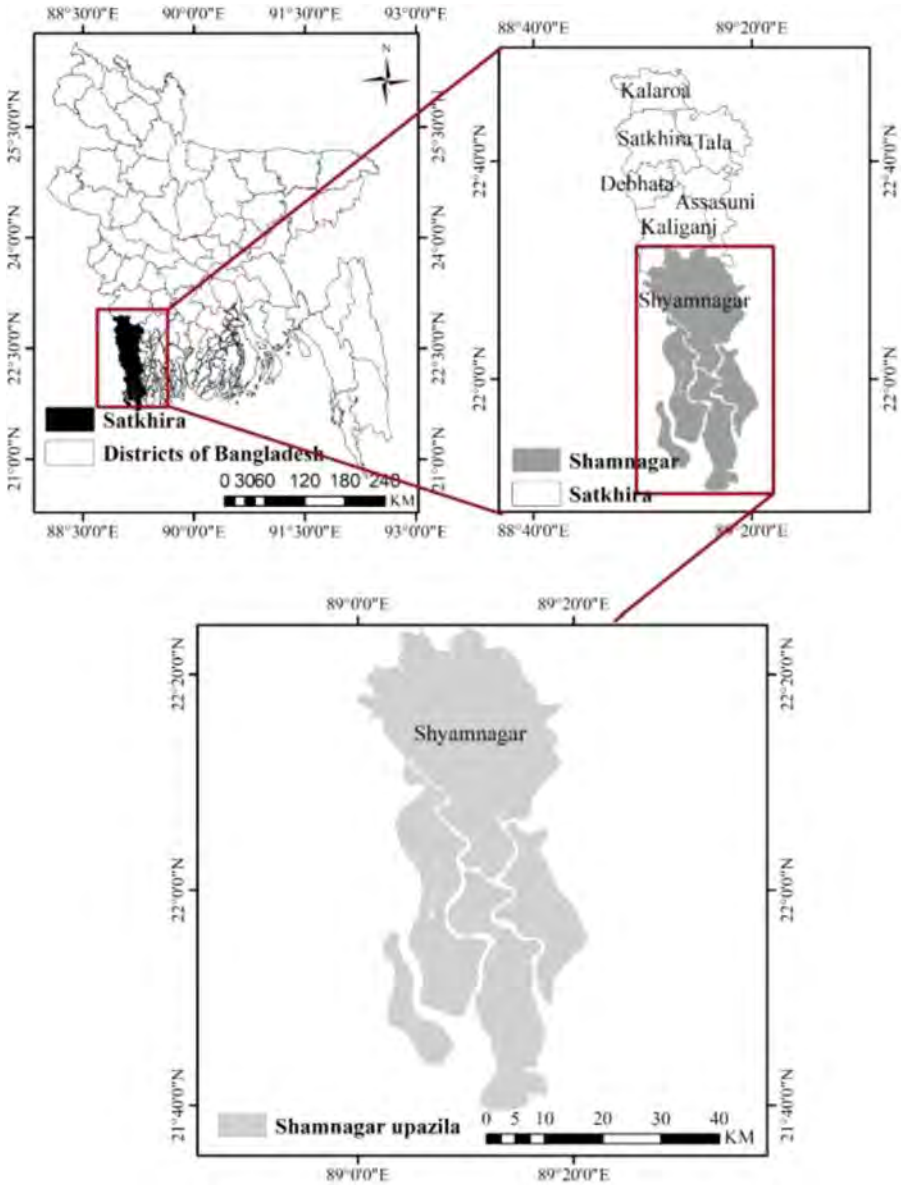 88°30'0"E 90°0'0"E 91°30'0"E 93°0'0"E
N
25°30'0"N
24°0'0"N
22°30'0"N
21°0'0"N
25°30'0"N
24°0'0"N
22°30'0"N
21°0'0"N
Satkhira
Districts of Bangladesh
0 30 60 120 180 240
KM
88°30'0"E 90°0'0"E 91°30'0"E 93°0'0"E
88°40'0"E 89°20'0"E
Kalaroa
Satkhira Tala
Debhata
Assasuni
Kaliganj
Shyamnagar
22°40'0"N
22°0'0"N
22°40'0"N
22°0'0"N
Shamnagar
Satkhira
88°40'0"E 89°20'0"E
89°0'0"E 89°20'0"E
22°20'0"N
22°0'0"N
21°40'0"N
22°20'0"N
22°0'0"N
21°40'0"N
Shyamnagar
Shamnagar upazila
0 5 10 20 30 40
KM
89°0'0"E 89°20'0"E